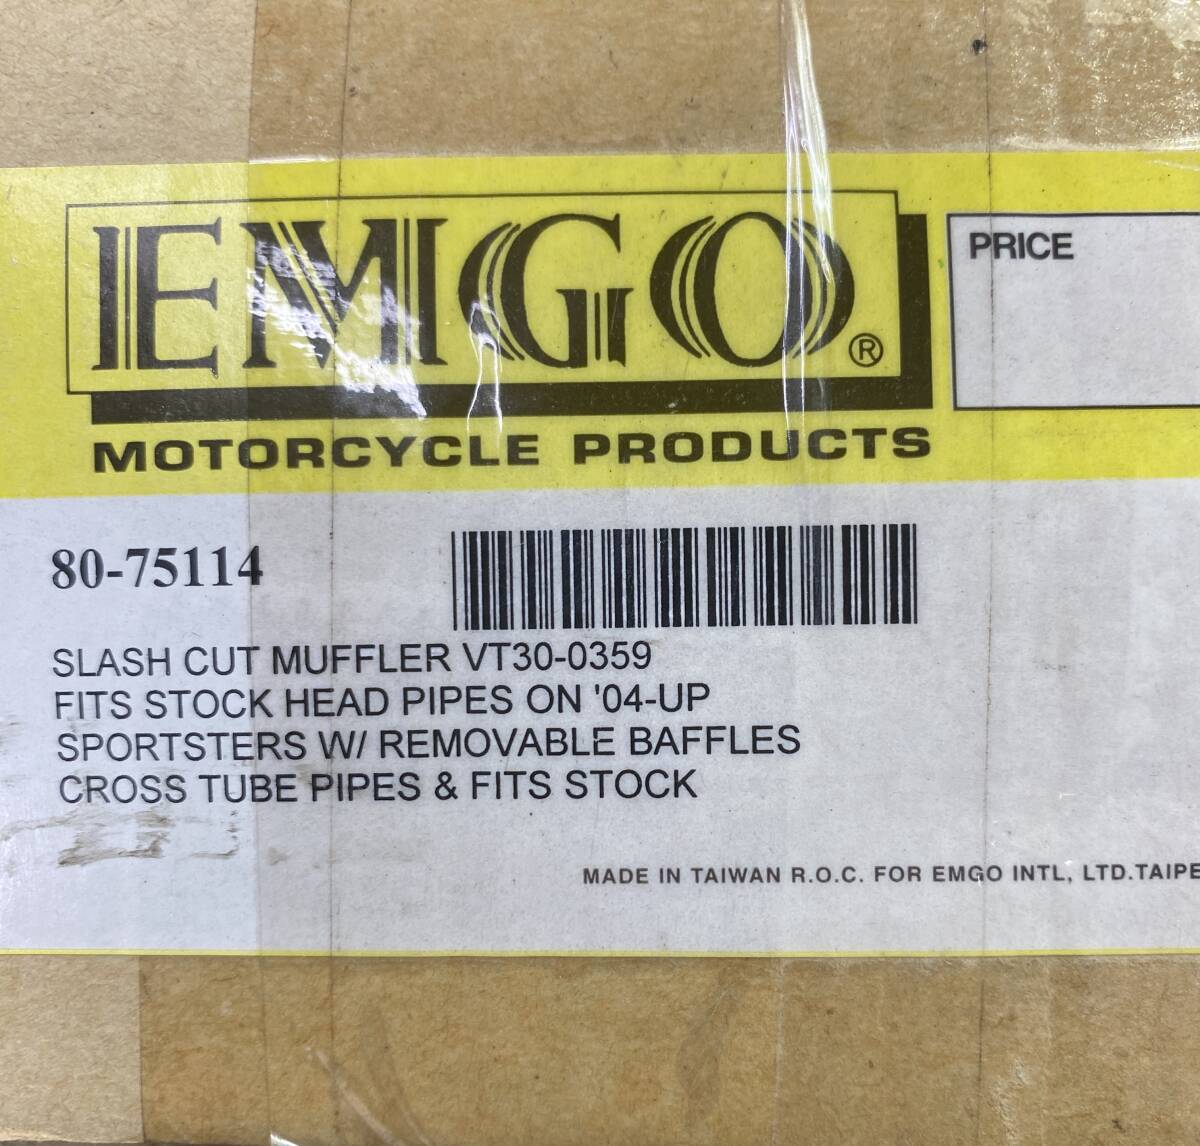 EMGO®
MOTORCYCLE PRODUCTS
PRICE
80-75114
SLASH CUT MUFFLER VT30-0359
FITS STOCK HEAD PIPES ON '04-UP
SPORTSTERS W/ REMOVABLE BAFFLES
CROSS TUBE PIPES & FITS STOCK
MADE IN TAIWAN R.O.C. FOR EMGO INTL, LTD.TAIPE